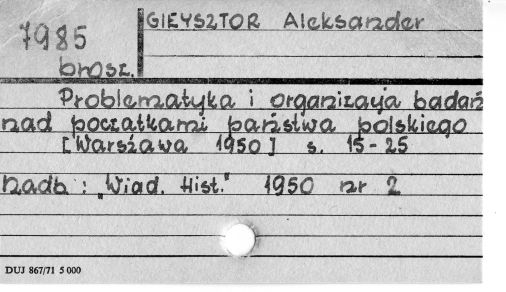 7985
brosz.
GIEYSZTOR Aleksander
Problematyka i organizacja badań
nad początkami państwa polskiego
[Warszawa 1950] s. 15-25
nadb: "Wiad. Hist." 1950 nr 2
DUJ 867/71 5 000